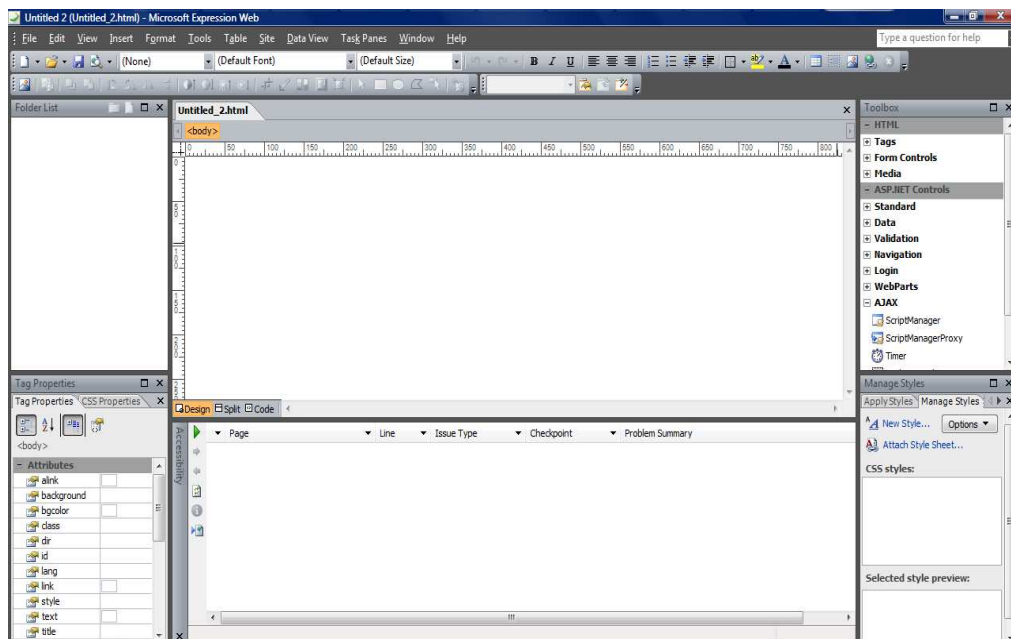 Untitled 2 (Untitled_2.html) - Microsoft Expression Web
File Edit View Insert Format Tools Table Site Data View Task Panes Window Help
Type a question for help
(None) (Default Font) (Default Size) B I U A
Folder List
Untitled_2.html
<body>
0 50 100 150 200 250 300 350 400 450 500 550 600 650 700 750 800
0
50
100
150
200
Design Split Code
Toolbox
HTML
Tags
Form Controls
Media
ASP.NET Controls
Standard
Data
Validation
Navigation
Login
WebParts
AJAX
ScriptManager
ScriptManagerProxy
Timer
Tag Properties
Tag Properties CSS Properties
<body>
Attributes
alink
background
bgcolor
class
dir
id
lang
link
style
text
title
Accessibility
Page Line Issue Type Checkpoint Problem Summary
Manage Styles
Apply Styles Manage Styles
New Style... Options
Attach Style Sheet...
CSS styles:
Selected style preview: